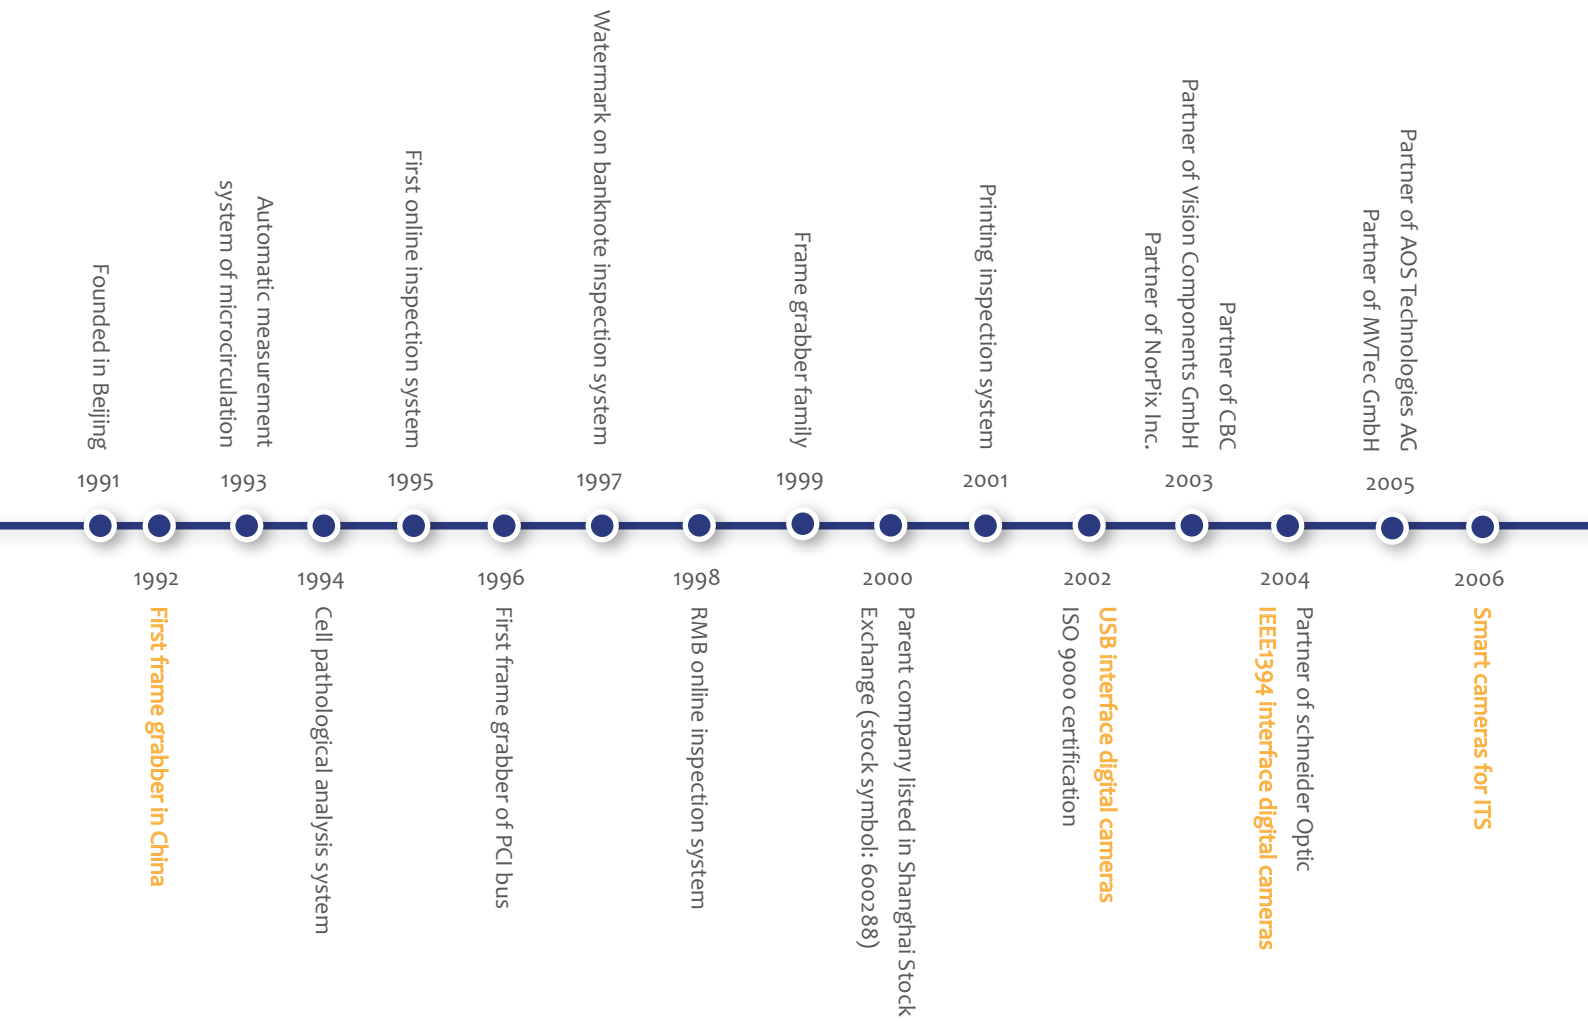 1991
Founded in Beijing
1992
First frame grabber in China
1993
Automatic measurement
system of microcirculation
1994
Cell pathological analysis system
1995
First online inspection system
1996
First frame grabber of PCI bus
1997
Watermark on banknote inspection system
1998
RMB online inspection system
1999
Frame grabber family
2000
Parent company listed in Shanghai Stock
Exchange (stock symbol: 600288)
2001
Printing inspection system
2002
USB interface digital cameras
ISO 9000 certification
2003
Partner of CBC
Partner of Vision Components GmbH
Partner of NorPix Inc.
2004
Partner of schneider Optic
IEEE1394 interface digital cameras
2005
Partner of AOS Technologies AG
Partner of MVTec GmbH
2006
Smart cameras for ITS